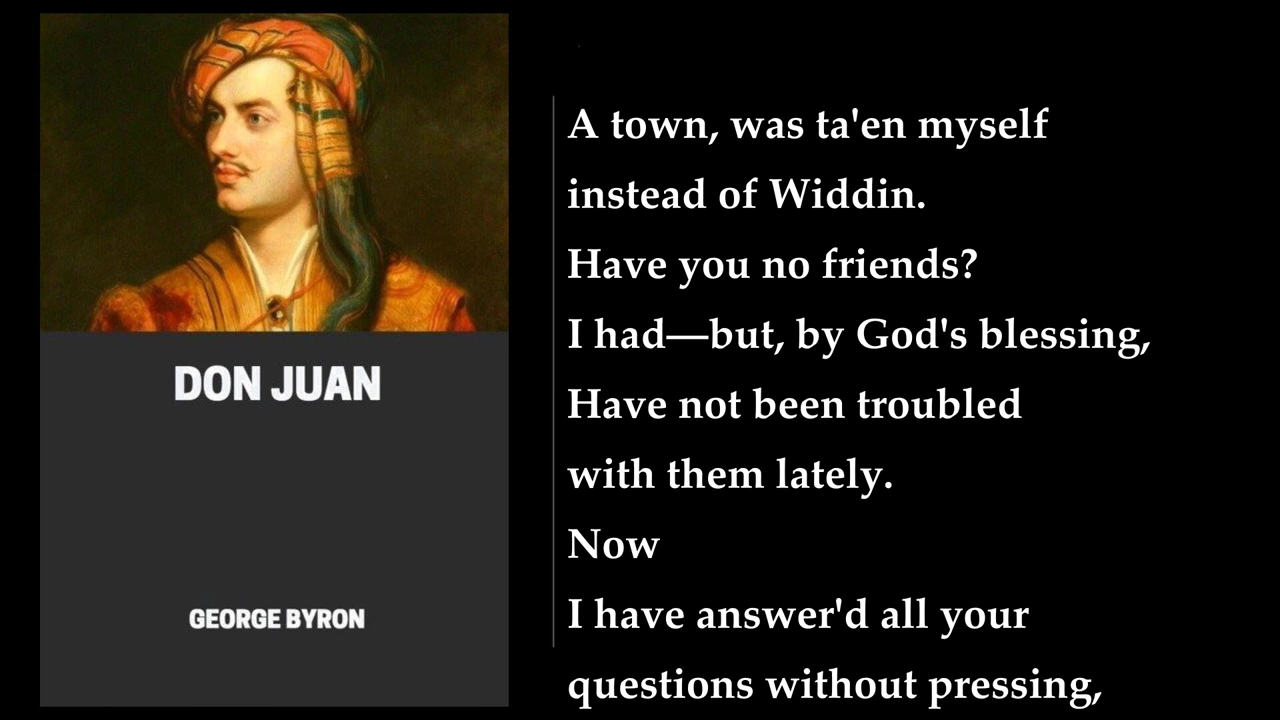 DON JUAN
GEORGE BYRON
A town, was ta'en myself
instead of Widdin.
Have you no friends?
I had—but, by God's blessing,
Have not been troubled
with them lately.
Now
I have answer'd all your
questions without pressing,